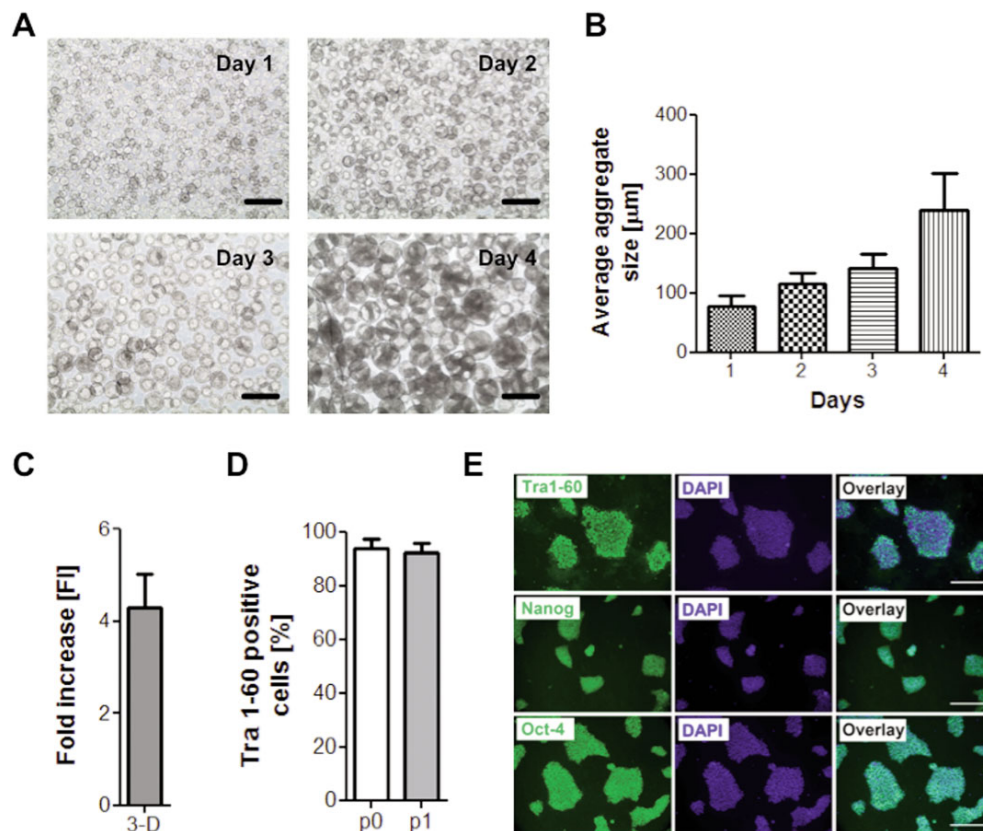 A
Day 1
Day 2
Day 3
Day 4
B
Average aggregate
size [µm]
400
300
200
100
0
1 2 3 4
Days
C
Fold increase [FI]
6
4
2
0
3-D
D
Tra 1-60 positive
cells [%]
100
80
60
40
20
0
p0 p1
E
Tra1-60 DAPI Overlay
Nanog DAPI Overlay
Oct-4 DAPI Overlay